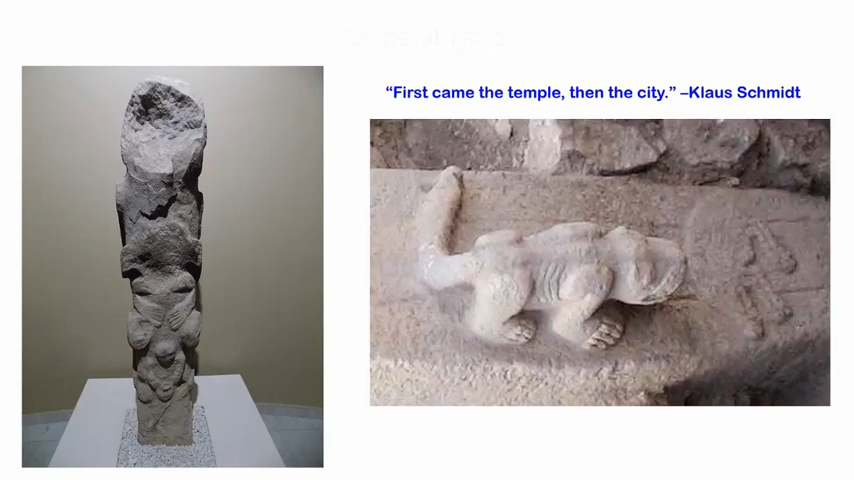 “First came the temple, then the city.” –Klaus Schmidt